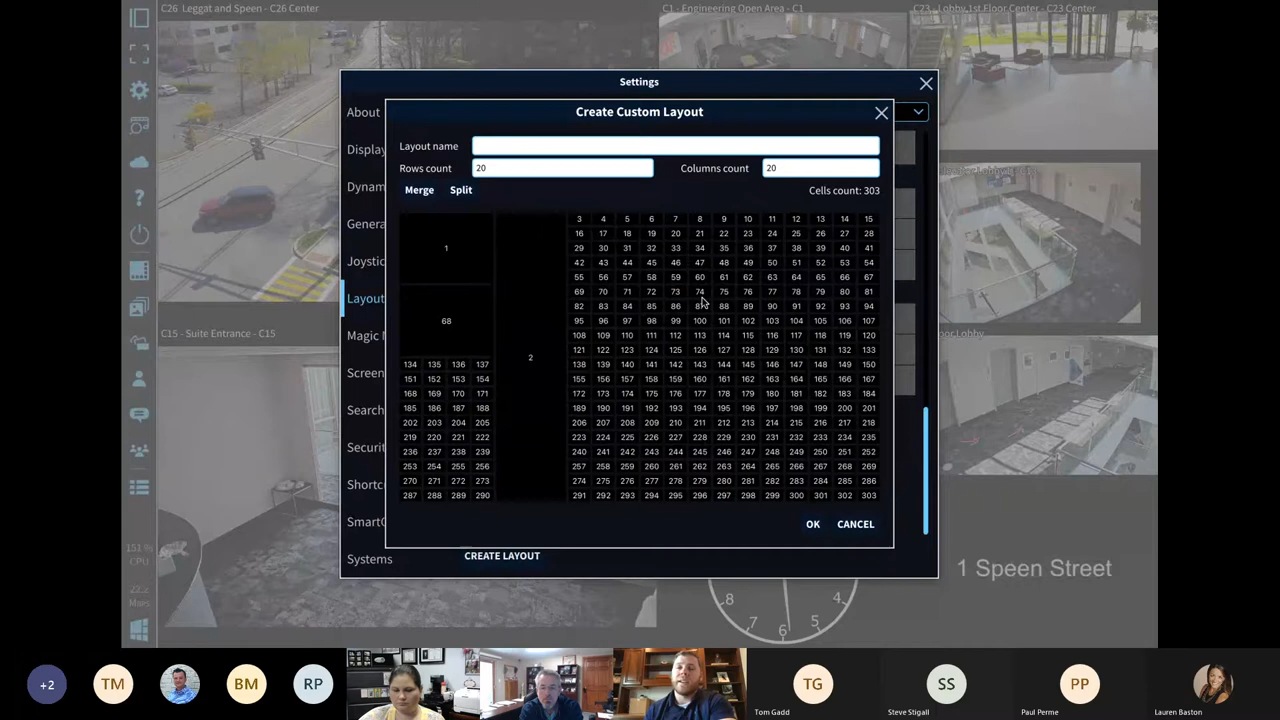 C26 Leggat and Speen - C26 Center
C1 - Engineering Open Area - C1
C23 - Lobby 1st Floor Center - C23 Center
Settings
About
Create Custom Layout
Layout name
Rows count 20 Columns count 20
Merge Split Cells count: 303
1 2 68
3 4 5 6 7 8 9 10 11 12 13 14 15
16 17 18 19 20 21 22 23 24 25 26 27 28
29 30 31 32 33 34 35 36 37 38 39 40 41
42 43 44 45 46 47 48 49 50 51 52 53 54
55 56 57 58 59 60 61 62 63 64 65 66 67
69 70 71 72 73 74 75 76 77 78 79 80 81
82 83 84 85 86 88 89 90 91 92 93 94
95 96 97 98 99 100 101 102 103 104 105 106 107
108 109 110 111 112 113 114 115 116 117 118 119 120
121 122 123 124 125 126 127 128 129 130 131 132 133
134 135 136 137 138 139 140 141 142 143 144 145 146 147 148 149 150
151 152 153 154 155 156 157 158 159 160 161 162 163 164 165 166 167
168 169 170 171 172 173 174 175 176 177 178 179 180 181 182 183 184
185 186 187 188 189 190 191 192 193 194 195 196 197 198 199 200 201
202 203 204 205 206 207 208 209 210 211 212 213 214 215 216 217 218
219 220 221 222 223 224 225 226 227 228 229 230 231 232 233 234 235
236 237 238 239 240 241 242 243 244 245 246 247 248 249 250 251 252
253 254 255 256 257 258 259 260 261 262 263 264 265 266 267 268 269
270 271 272 273 274 275 276 277 278 279 280 281 282 283 284 285 286
287 288 289 290 291 292 293 294 295 296 297 298 299 300 301 302 303
OK CANCEL
Display
Dynam
Genera
Joystic
Layout
Magic
Screen
Search
Securit
Shortc
Systems
CREATE LAYOUT
C15 - Suite Entrance - C15
Lobby
151 %
CPU
22.2
1 Speen Street
8 7 6 5 4
+2
TM
BM
RP
TG
Tom Gadd
SS
Steve Stigall
PP
Paul Perme
Lauren Baston